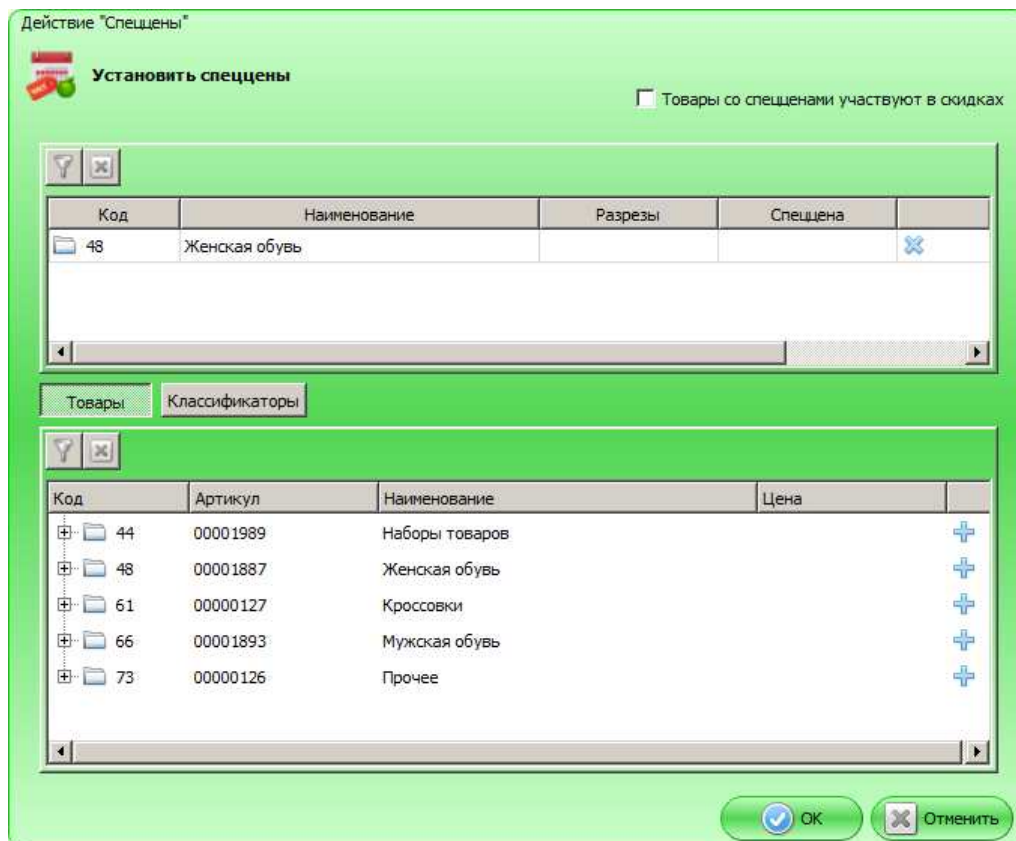 Действие "Спеццены"
Установить спеццены
Товары со спецценами участвуют в скидках
Код Наименование Разрезы Спеццена
48 Женская обувь
Товары Классификаторы
Код Артикул Наименование Цена
44 00001989 Наборы товаров
48 00001887 Женская обувь
61 00000127 Кроссовки
66 00001893 Мужская обувь
73 00000126 Прочее
ОК Отменить